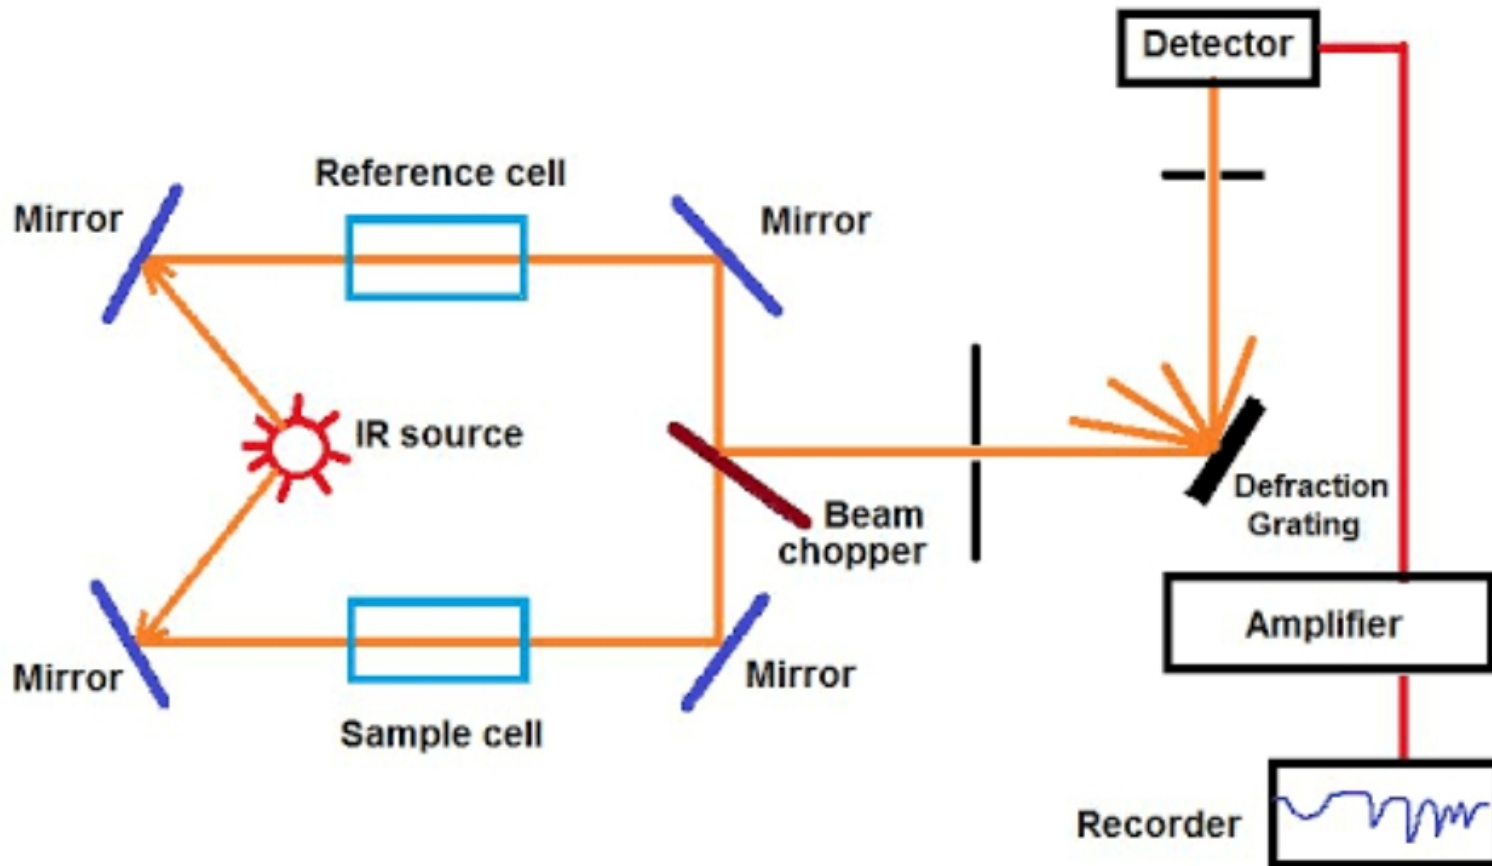 Detector
Reference cell
Mirror
Mirror
IR source
Beam
chopper
Defraction
Grating
Amplifier
Mirror
Mirror
Sample cell
Recorder